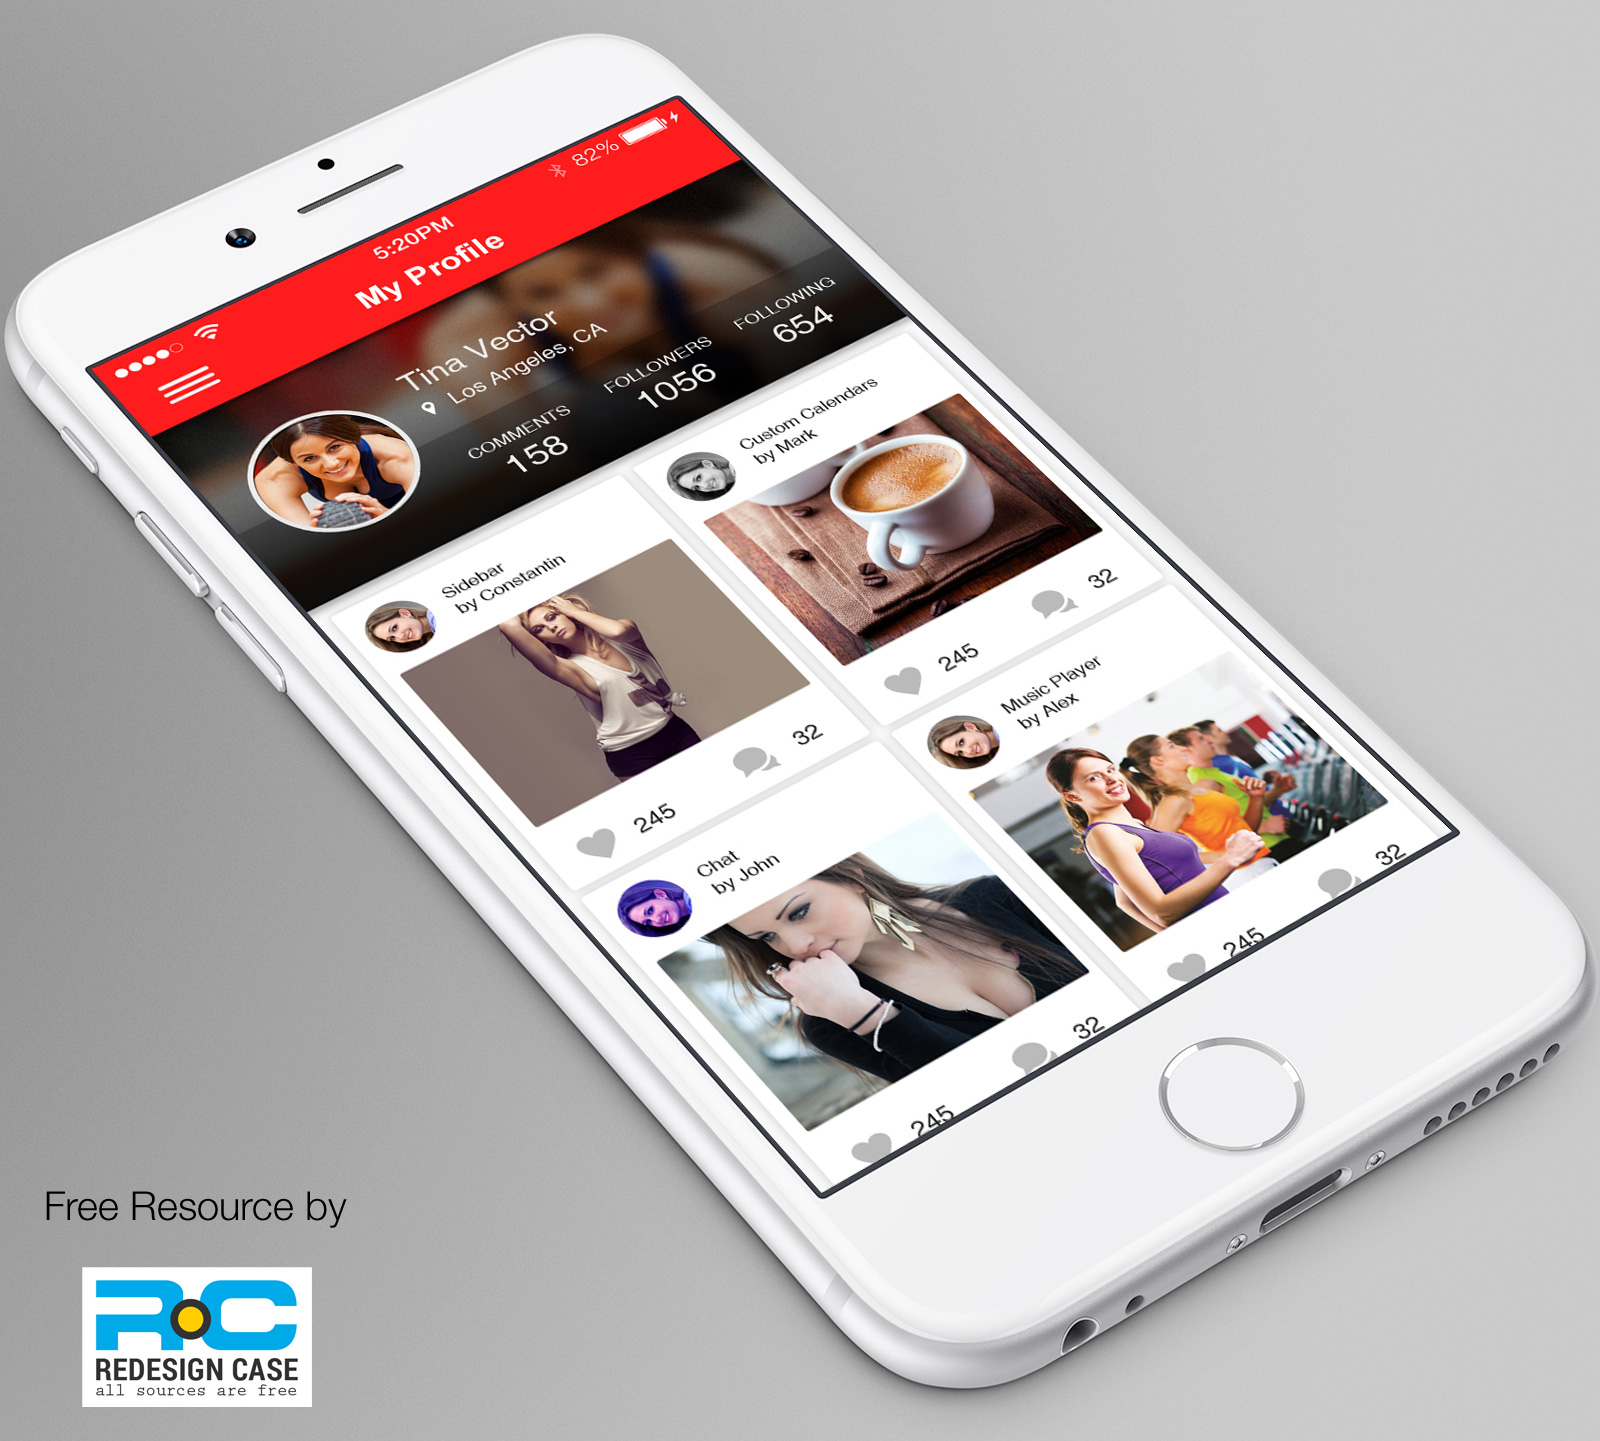 82%
5:20PM
My Profile
Tina Vector
Los Angeles, CA
COMMENTS
158
FOLLOWERS
1056
FOLLOWING
654
Sidebar
by Constantin
245
32
Custom Calendars
by Mark
245
32
Chat
by John
245
32
Music Player
by Alex
245
32
Free Resource by
RC
REDESIGN CASE
all sources are free